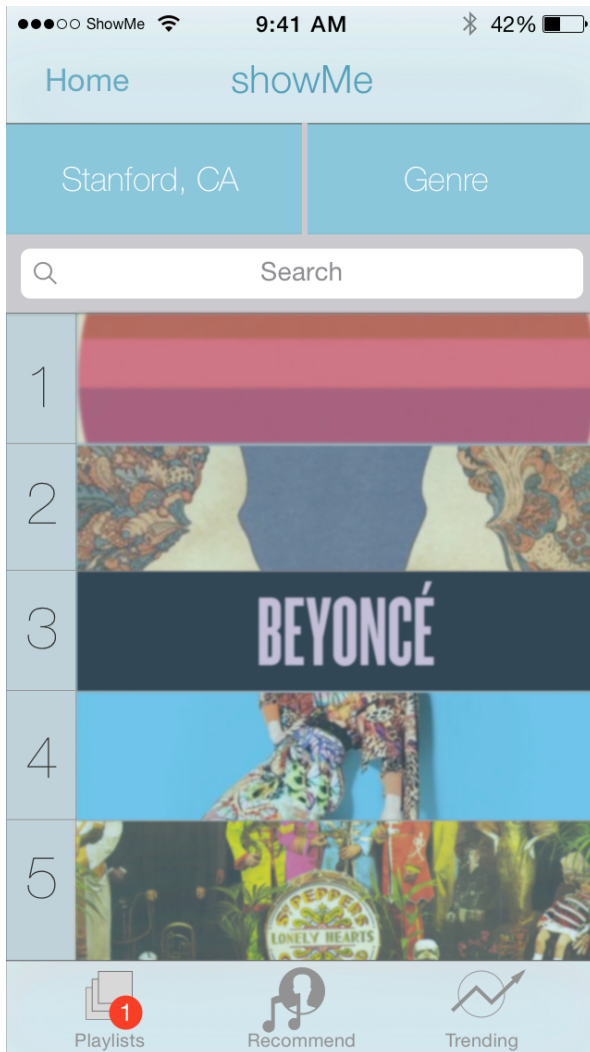 ShowMe 9:41 AM 42%
Home showMe
Stanford, CA Genre
Search
1
2
3 BEYONCÉ
4
5
SGT PEPPERS
LONELY HEARTS
1
Playlists Recommend Trending